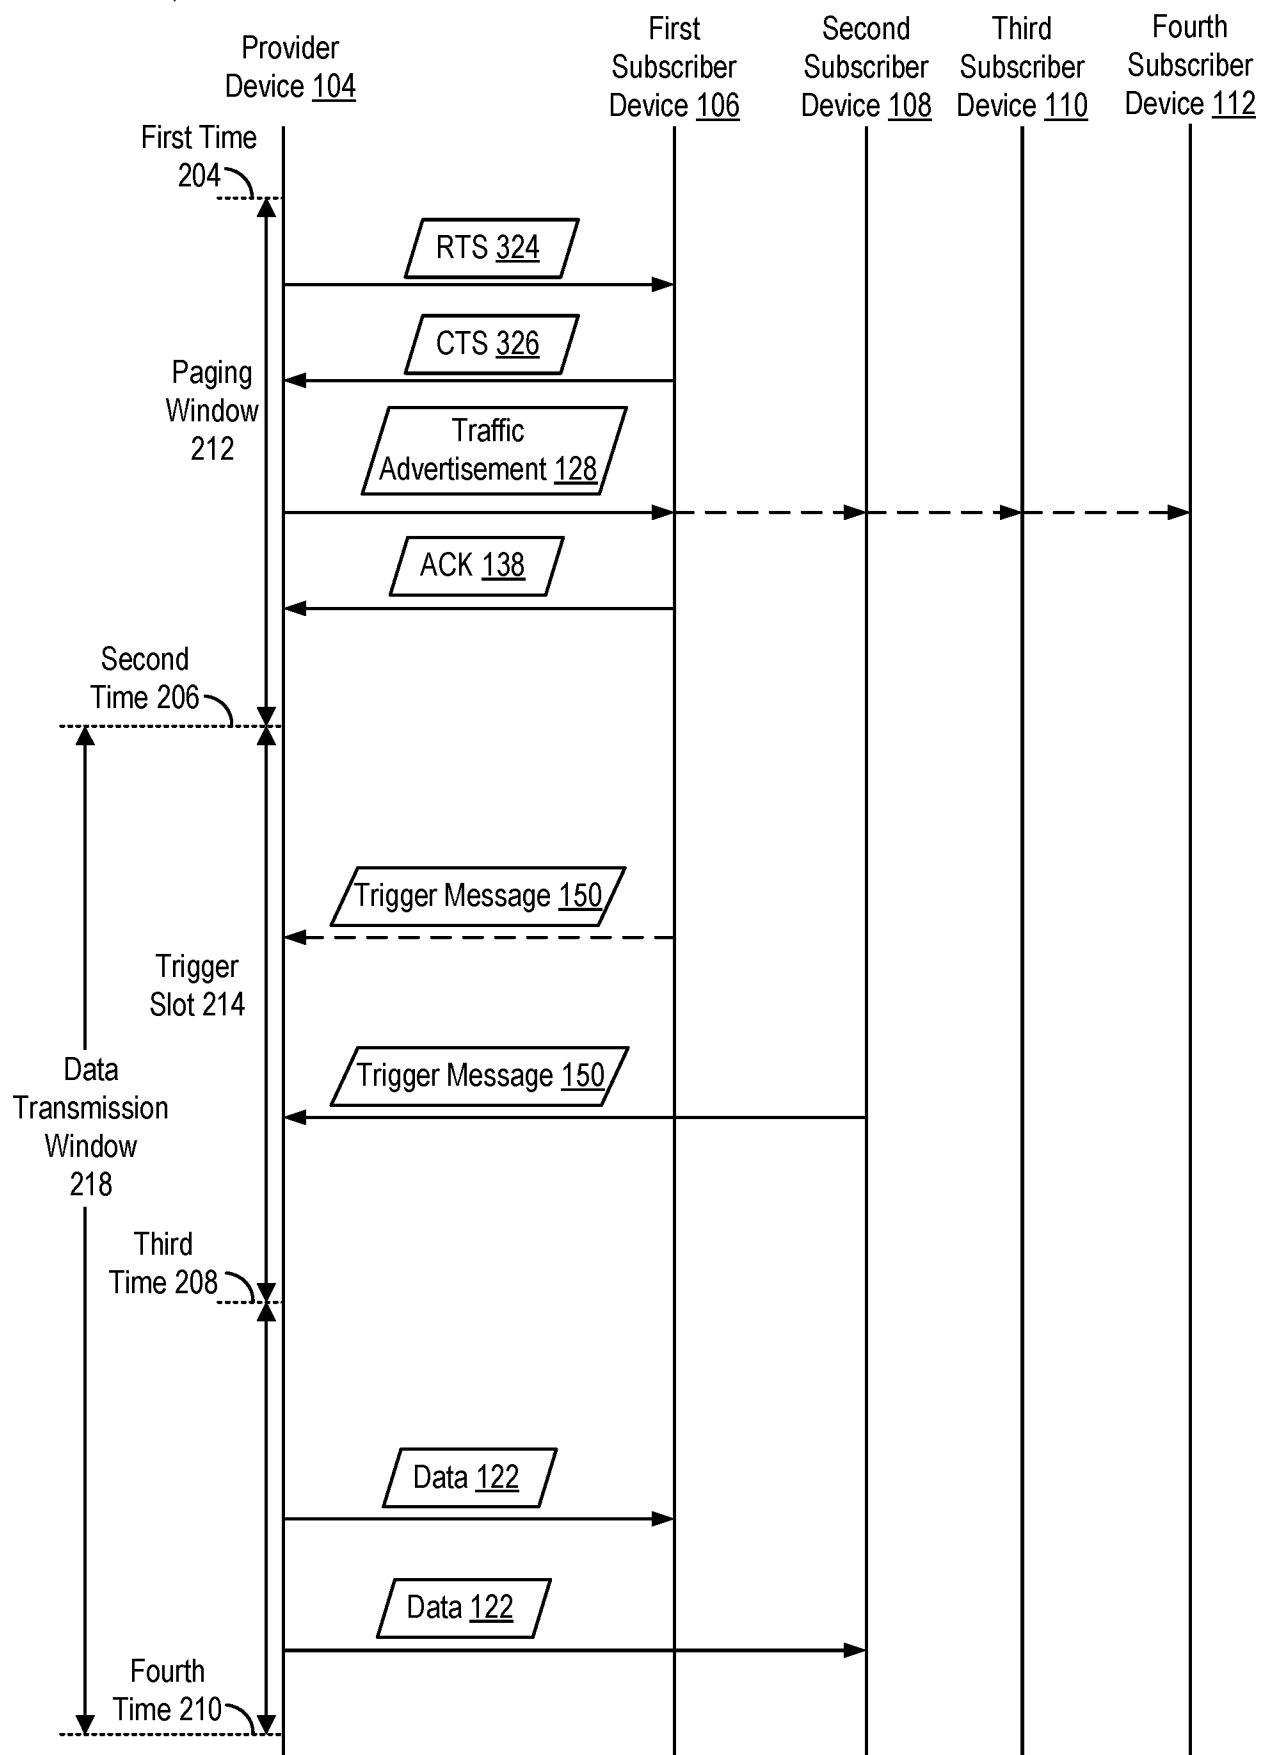 Provider
Device 104
First
Subscriber
Device 106
Second
Subscriber
Device 108
Third
Subscriber
Device 110
Fourth
Subscriber
Device 112
First Time
204
RTS 324
CTS 326
Paging
Window
212
Traffic
Advertisement 128
ACK 138
Second
Time 206
Trigger Message 150
Trigger
Slot 214
Trigger Message 150
Data
Transmission
Window
218
Third
Time 208
Data 122
Data 122
Fourth
Time 210